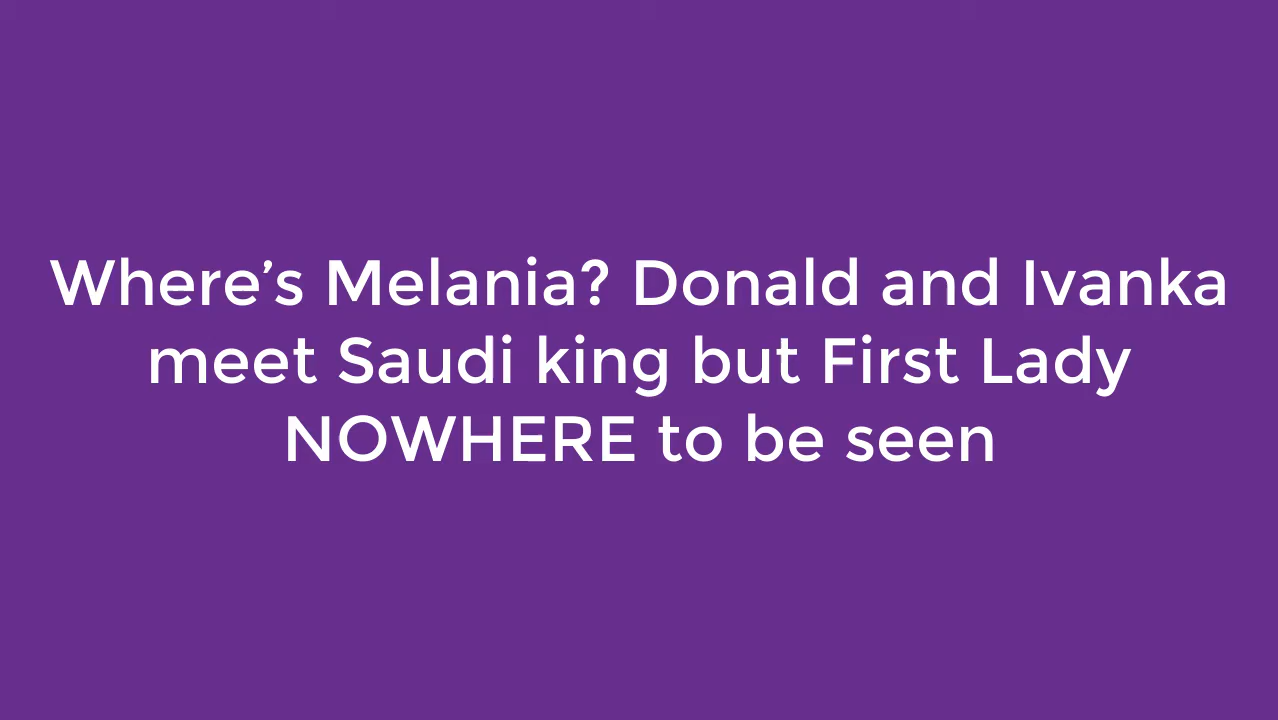 Where’s Melania? Donald and Ivanka
meet Saudi king but First Lady
NOWHERE to be seen